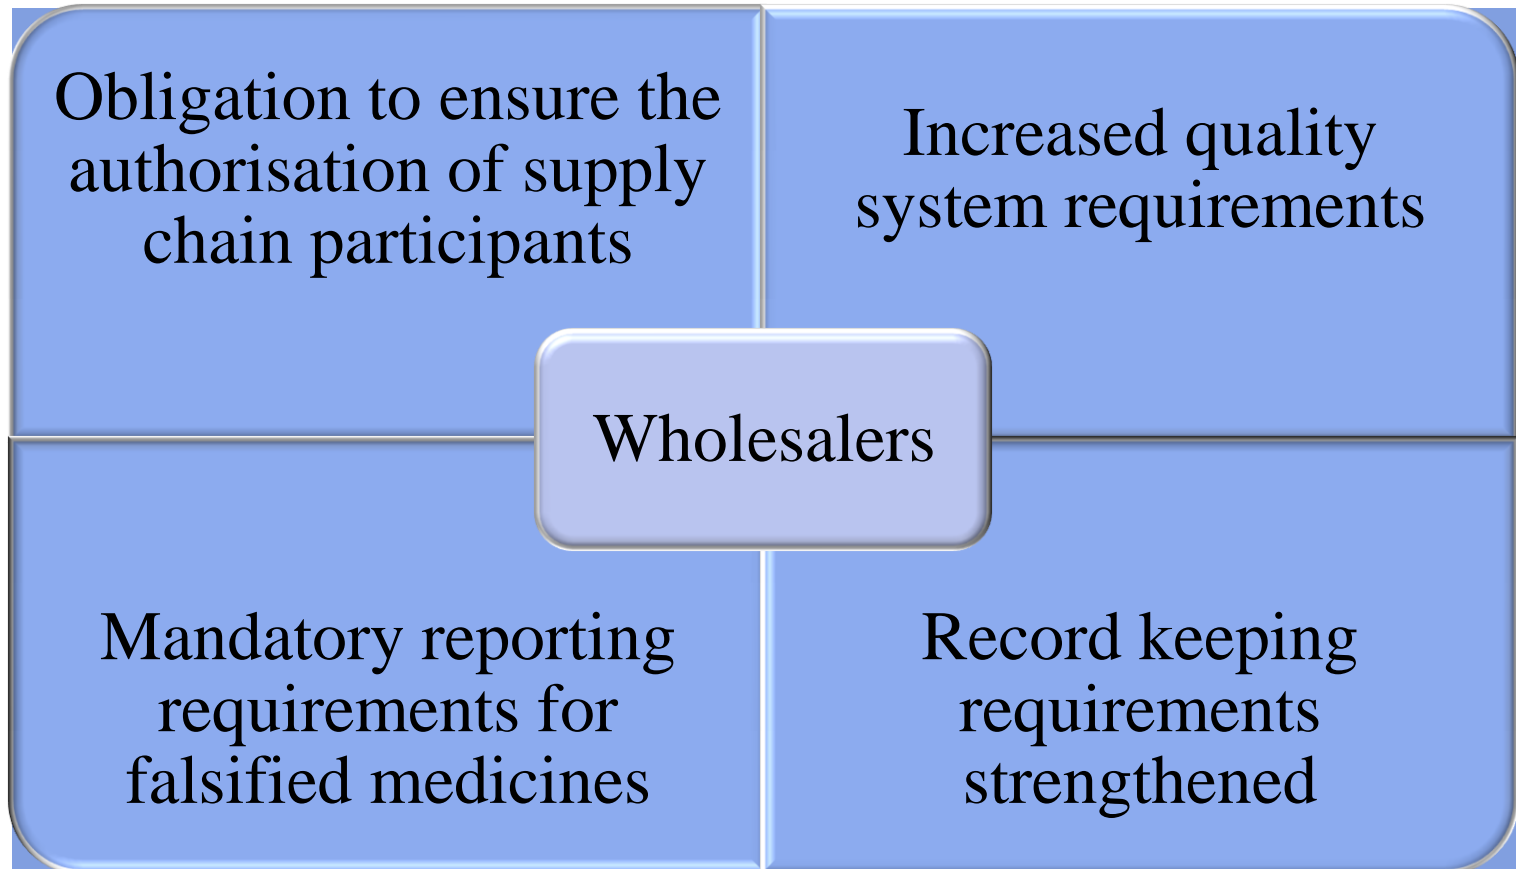 Obligation to ensure the
authorisation of supply
chain participants
Increased quality
system requirements
Wholesalers
Mandatory reporting
requirements for
falsified medicines
Record keeping
requirements
strengthened